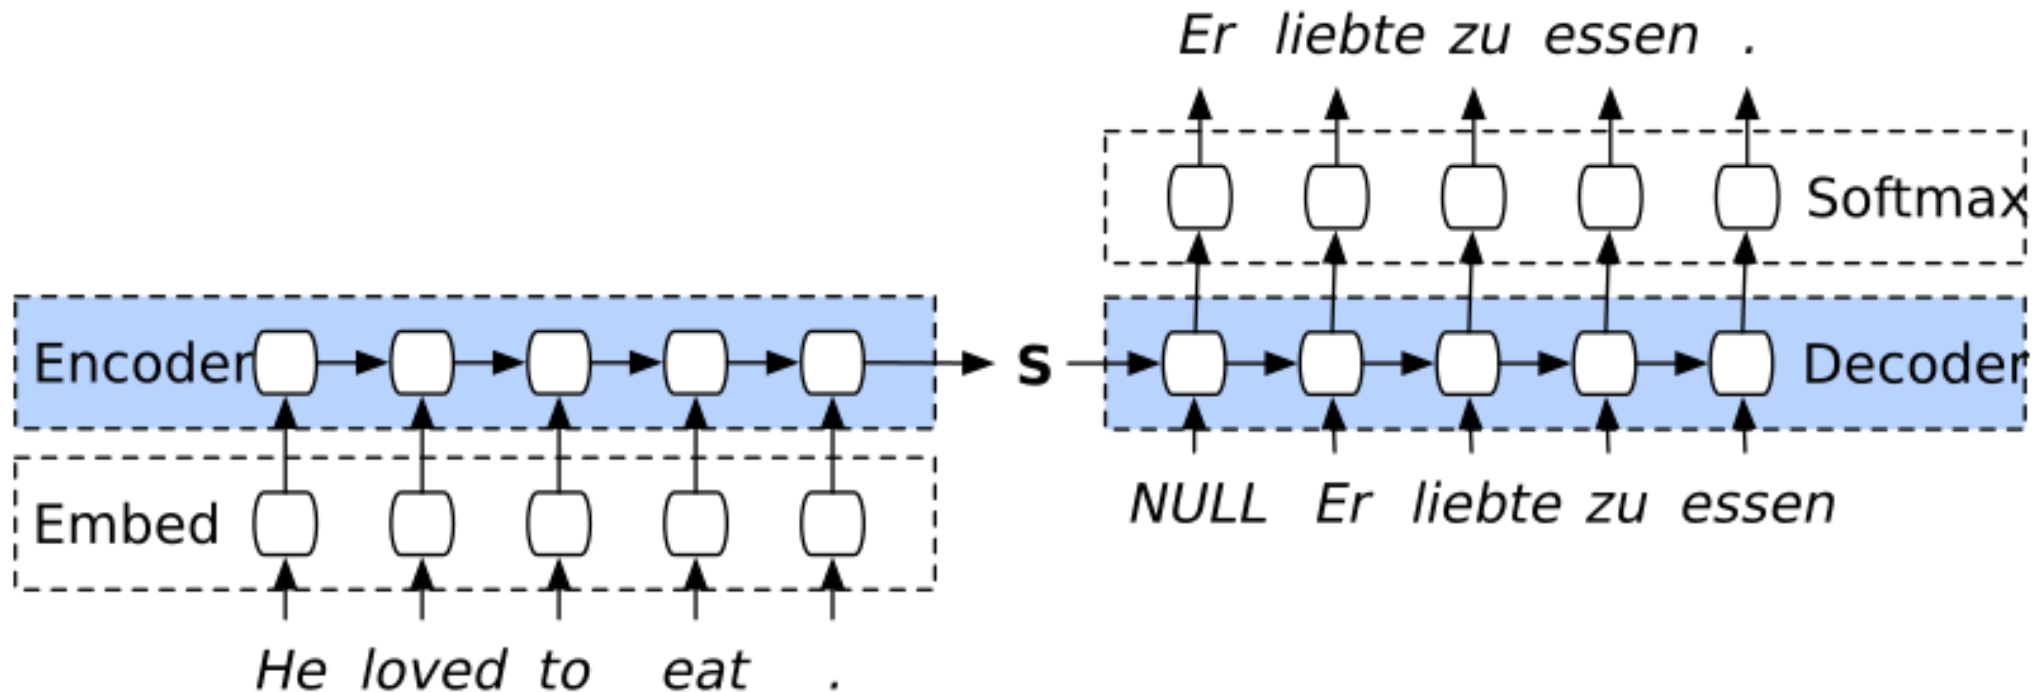 Er liebte zu essen .
Softmax
Encoder
S
Decoder
Embed
NULL Er liebte zu essen
He loved to eat .